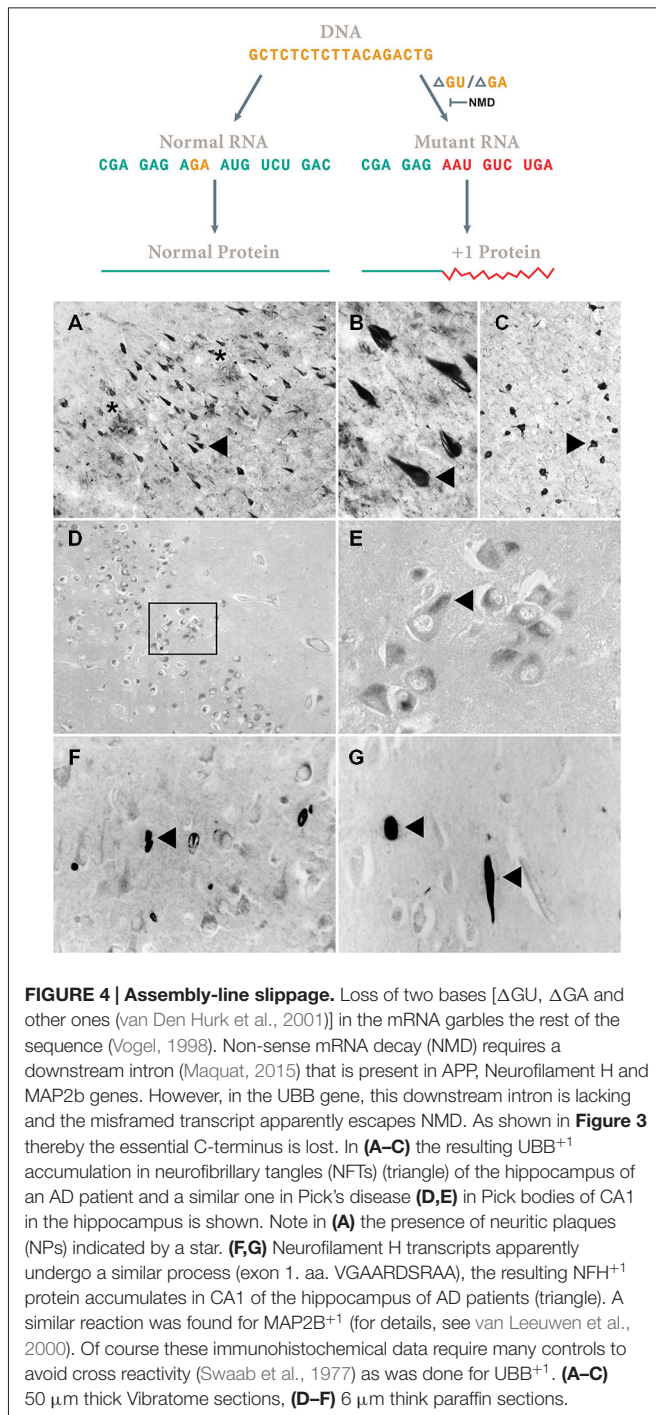 DNA
GCTCTCTCTTACAGACTG
△GU/△GA
NMD
Normal RNA
Mutant RNA
CGA GAG AGA AUG UCU GAC
CGA GAG AAU GUC UGA
Normal Protein
+1 Protein
A
B
C
*
*
D
E
F
G
FIGURE 4 | Assembly-line slippage. Loss of two bases [ΔGU, ΔGA and
other ones (van Den Hurk et al., 2001)] in the mRNA garbles the rest of the
sequence (Vogel, 1998). Non-sense mRNA decay (NMD) requires a
downstream intron (Maquat, 2015) that is present in APP, Neurofilament H and
MAP2b genes. However, in the UBB gene, this downstream intron is lacking
and the misframed transcript apparently escapes NMD. As shown in Figure 3
thereby the essential C-terminus is lost. In (A–C) the resulting UBB+1
accumulation in neurofibrillary tangles (NFTs) (triangle) of the hippocampus of
an AD patient and a similar one in Pick's disease (D,E) in Pick bodies of CA1
in the hippocampus is shown. Note in (A) the presence of neuritic plaques
(NPs) indicated by a star. (F,G) Neurofilament H transcripts apparently
undergo a similar process (exon 1. aa. VGAARDSRAA), the resulting NFH+1
protein accumulates in CA1 of the hippocampus of AD patients (triangle). A
similar reaction was found for MAP2B+1 (for details, see van Leeuwen et al.,
2000). Of course these immunohistochemical data require many controls to
avoid cross reactivity (Swaab et al., 1977) as was done for UBB+1. (A–C)
50 μm thick Vibratome sections, (D–F) 6 μm think paraffin sections.